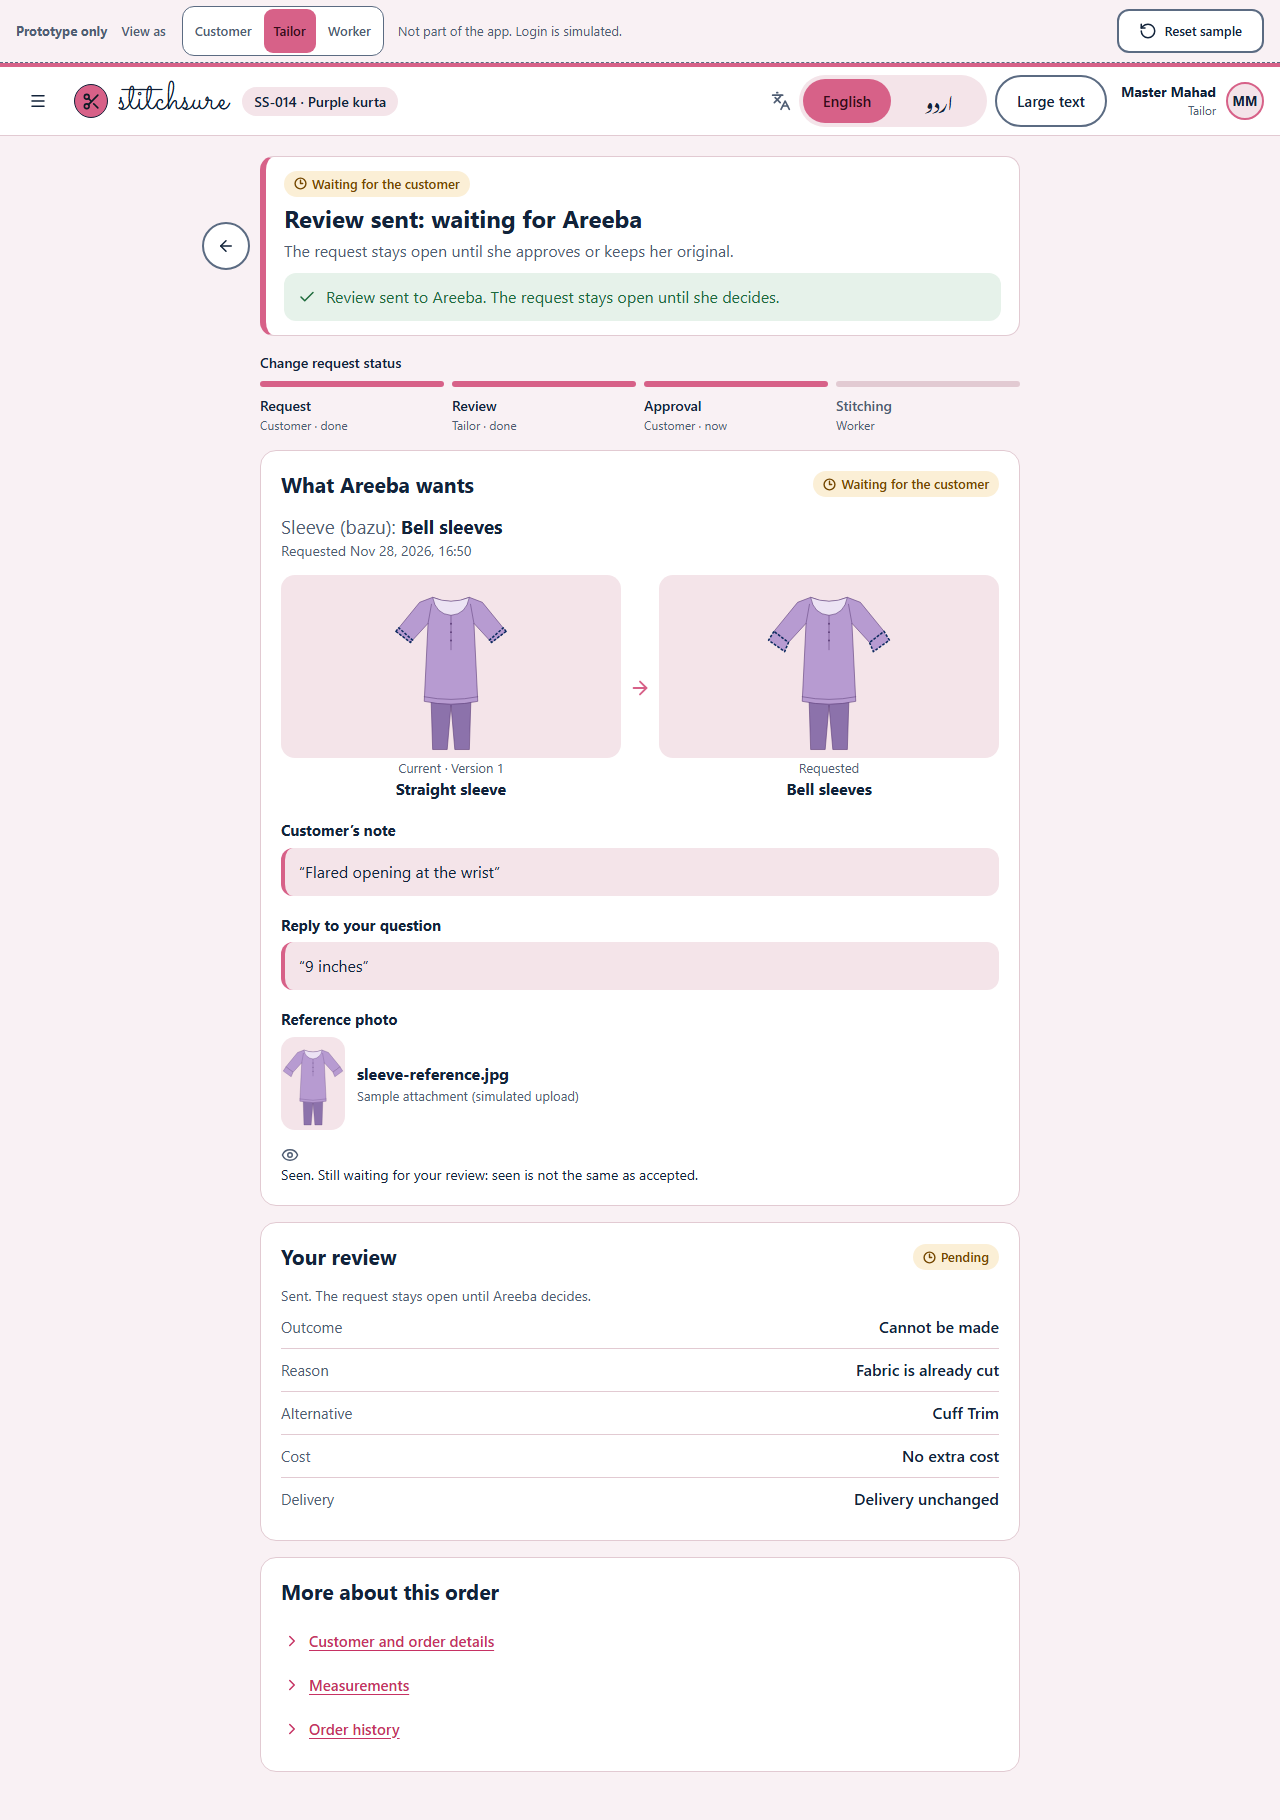 Prototype only View as Customer Tailor Worker Not part of the app. Login is simulated. Reset sample
stitchsure SS-014 · Purple kurta English اردو Large text Master Mahad MM
Tailor
Waiting for the customer
Review sent: waiting for Areeba
The request stays open until she approves or keeps her original.
Review sent to Areeba. The request stays open until she decides.
Change request status
Request Review Approval Stitching
Customer · done Tailor · done Customer · now Worker
What Areeba wants Waiting for the customer
Sleeve (bazu): Bell sleeves
Requested Nov 28, 2026, 16:50
Current · Version 1 Requested
Straight sleeve Bell sleeves
Customer’s note
“Flared opening at the wrist”
Reply to your question
“9 inches”
Reference photo
sleeve-reference.jpg
Sample attachment (simulated upload)
Seen. Still waiting for your review: seen is not the same as accepted.
Your review Pending
Sent. The request stays open until Areeba decides.
Outcome Cannot be made
Reason Fabric is already cut
Alternative Cuff Trim
Cost No extra cost
Delivery Delivery unchanged
More about this order
Customer and order details
Measurements
Order history